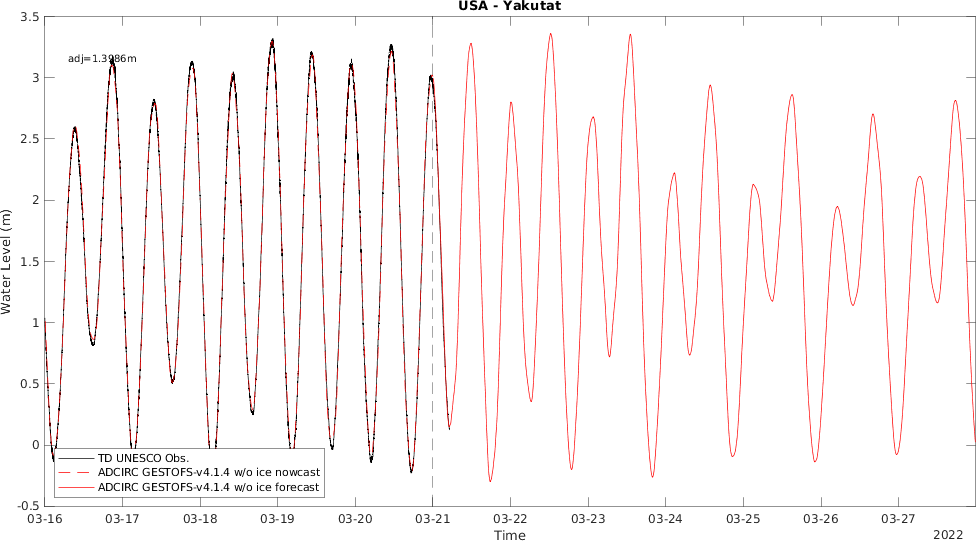 USA - Yakutat
adj=1.3986m
3.5
3
2.5
2
1.5
1
0.5
0
-0.5
Water Level (m)
TD UNESCO Obs.
ADCIRC GESTOFS-v4.1.4 w/o ice nowcast
ADCIRC GESTOFS-v4.1.4 w/o ice forecast
03-16 03-17 03-18 03-19 03-20 03-21 03-22 03-23 03-24 03-25 03-26 03-27
Time
2022